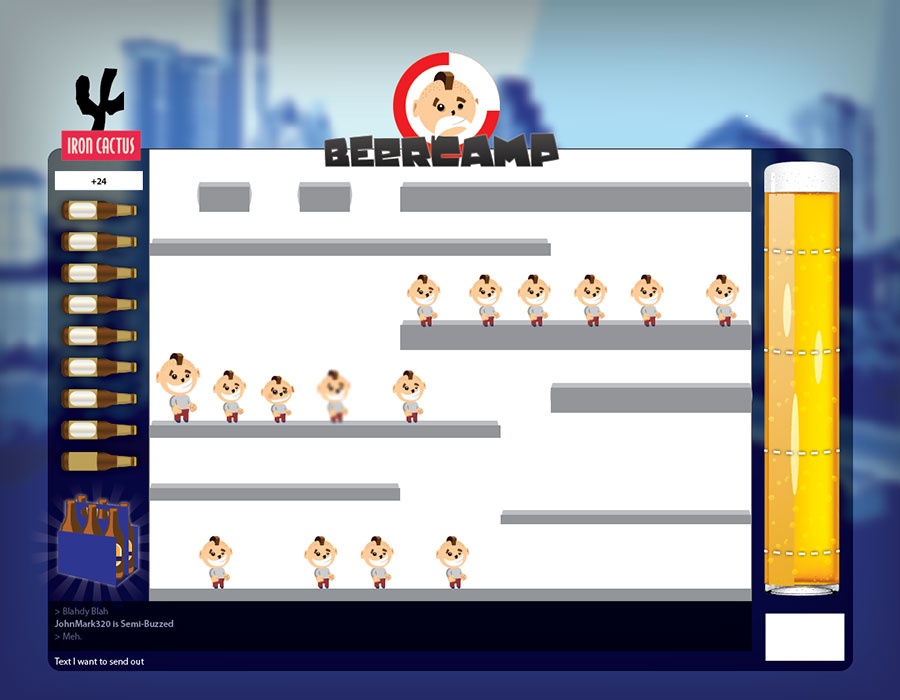 IRON CACTUS
BEERCAMP
+24
> Blahdy Blah
JohnMark320 is Semi-Buzzed
> Meh.
Text I want to send out